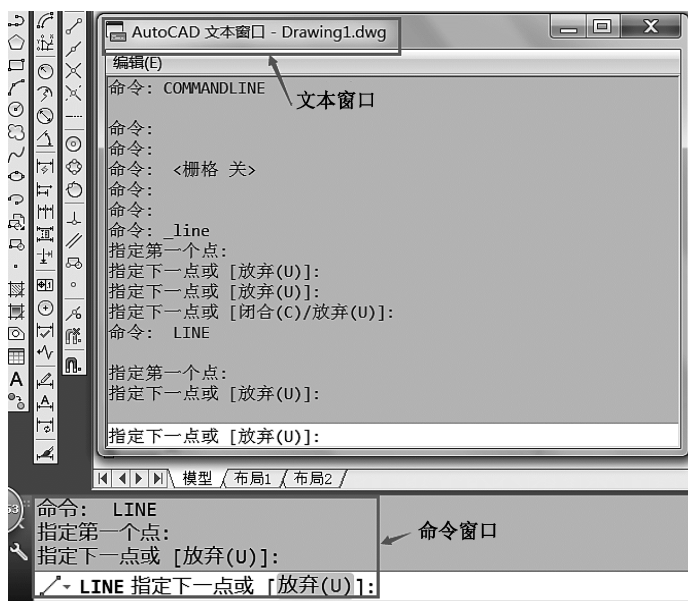 AutoCAD 文本窗口 - Drawing1.dwg
编辑(E)
命令: COMMANDLINE
文本窗口
命令:
命令:
命令: <栅格 关>
命令:
命令:
命令: _line
指定第一个点:
指定下一点或 [放弃(U)]:
指定下一点或 [放弃(U)]:
指定下一点或 [闭合(C)/放弃(U)]:
命令: LINE
指定第一个点:
指定下一点或 [放弃(U)]:
指定下一点或 [放弃(U)]:
模型 布局1 布局2
命令: LINE
指定第一个点:
指定下一点或 [放弃(U)]:
命令窗口
LINE 指定下一点或 [放弃(U)]: